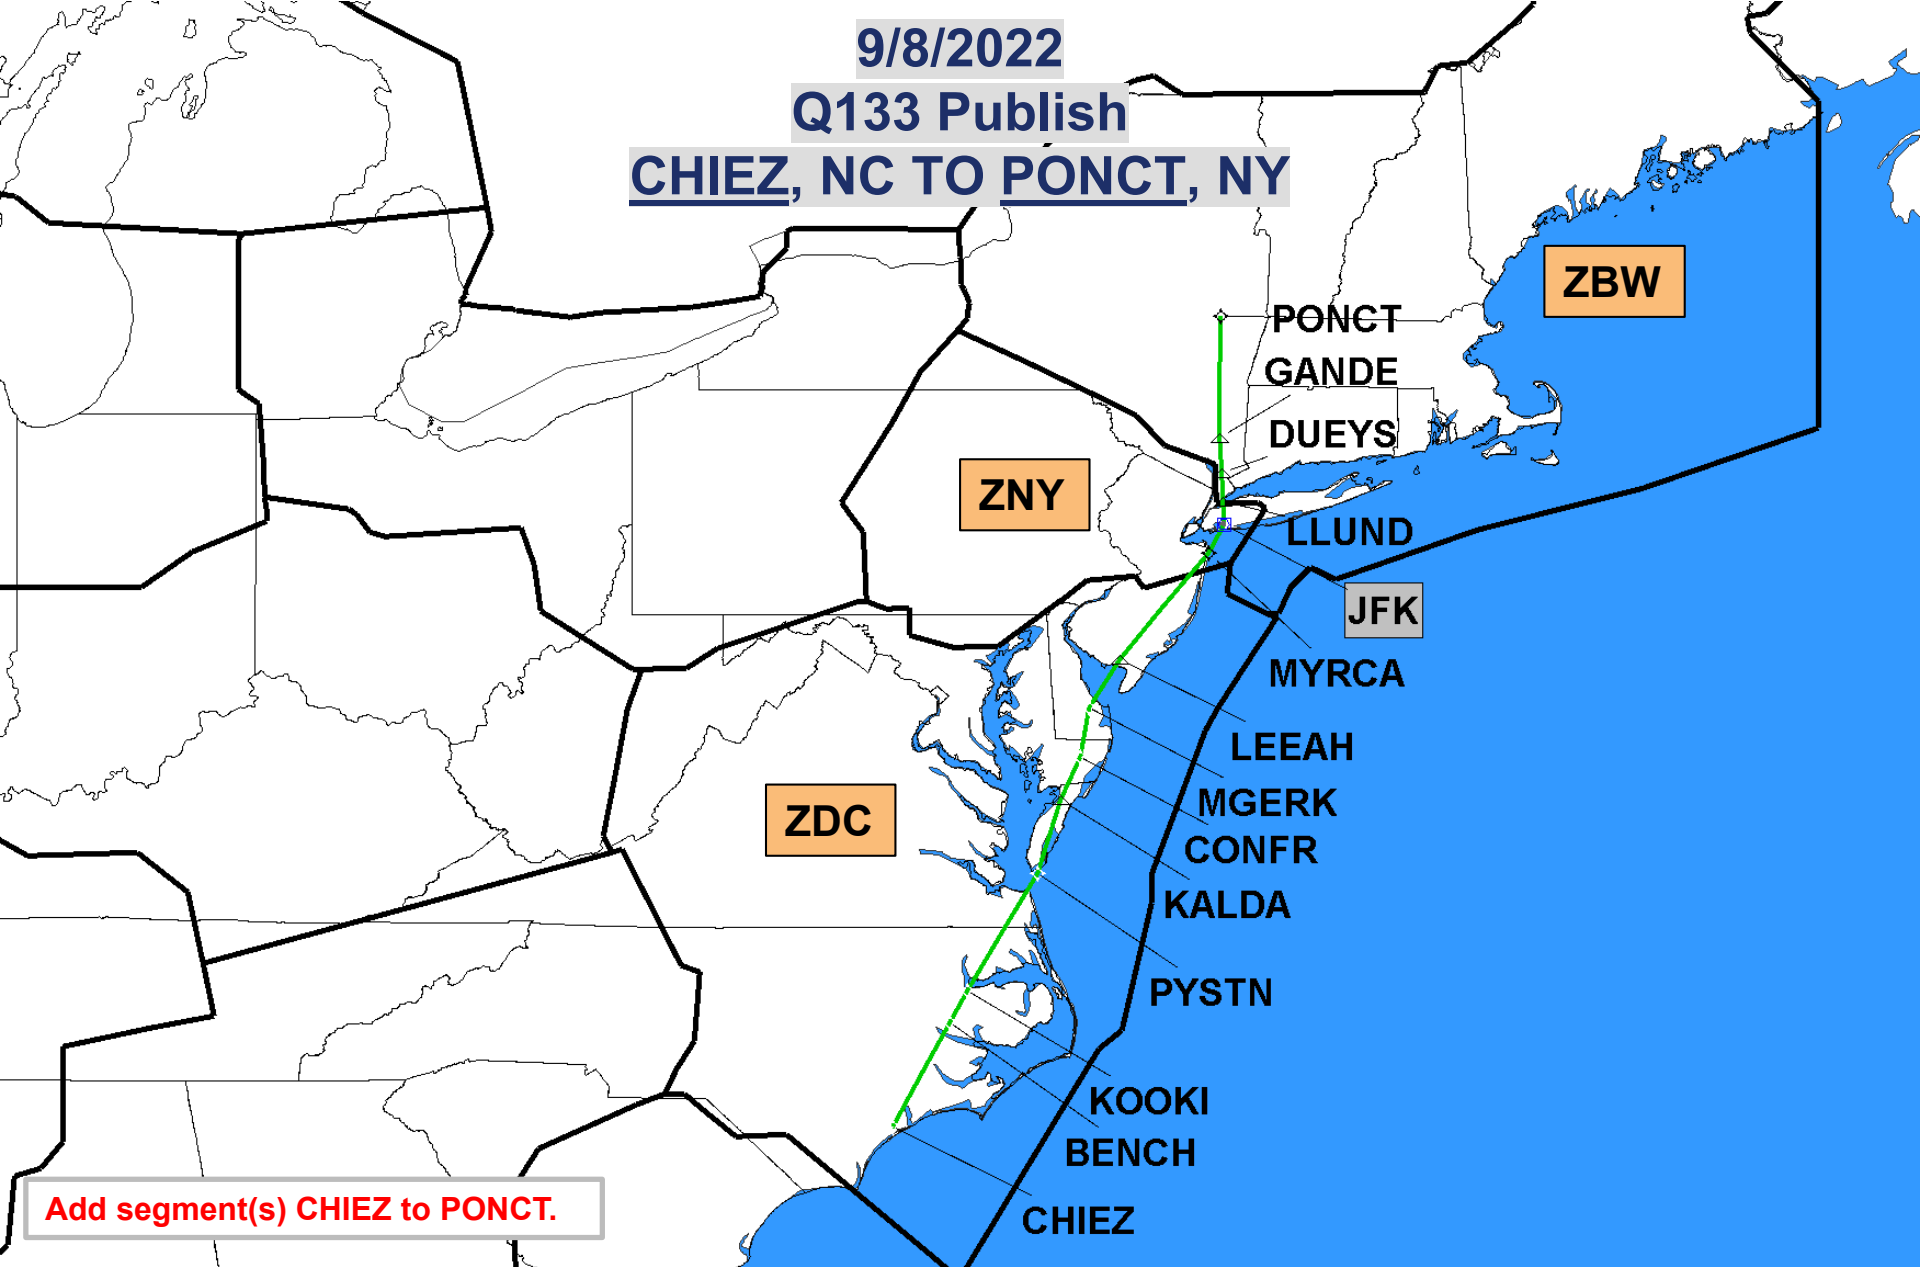 9/8/2022
Q133 Publish
CHIEZ, NC TO PONCT, NY
ZBW
PONCT
GANDE
DUEYS
ZNY
LLUND
JFK
MYRCA
LEEAH
MGERK
ZDC
CONFR
KALDA
PYSTN
KOOKI
BENCH
CHIEZ
Add segment(s) CHIEZ to PONCT.